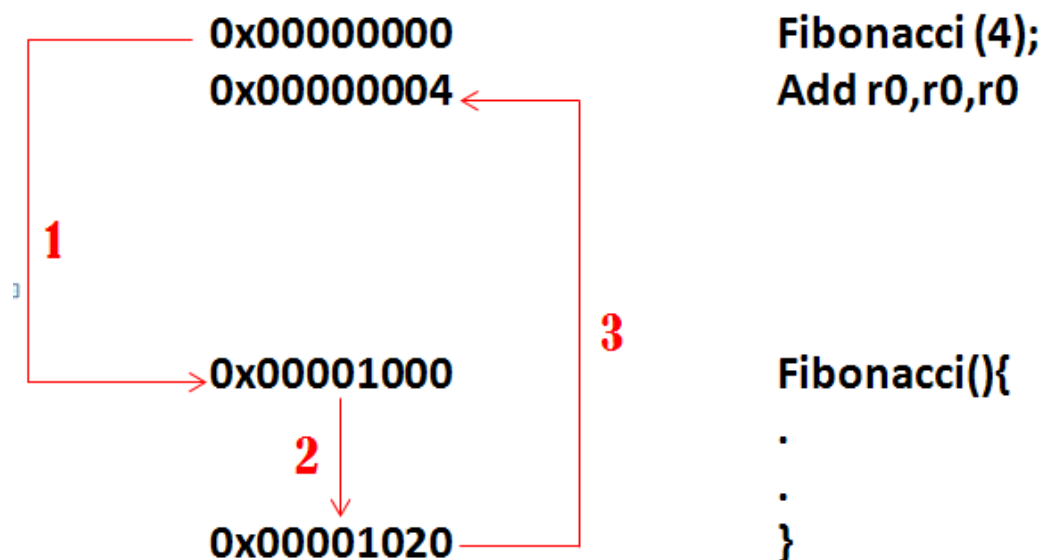 0x00000000 Fibonacci (4);
0x00000004 Add r0,r0,r0
1
3
0x00001000 Fibonacci(){
.
2
.
0x00001020 }